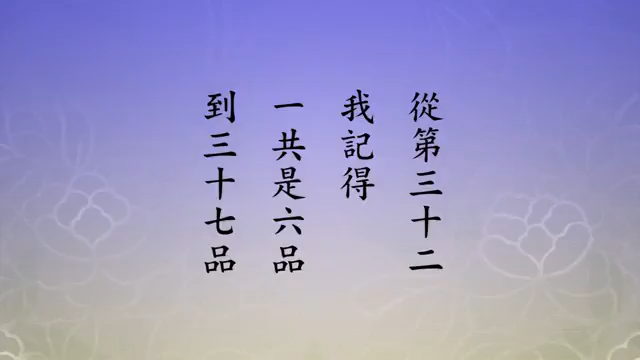 從第三十二
我記得
一共是六品
到三十七品